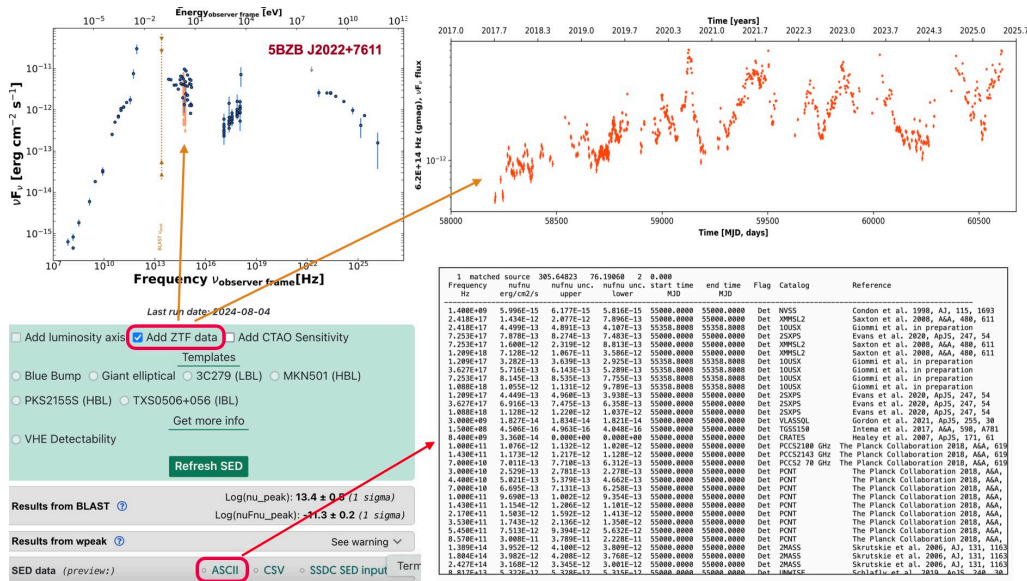 Energy observer frame [eV]
10⁻⁵ 10⁻² 10¹ 10⁴ 10⁷ 10¹⁰ 10¹³
5BZB J2022+7611
10⁻¹¹
10⁻¹²
10⁻¹³
10⁻¹⁴
10⁻¹⁵
νFν [erg cm⁻² s⁻¹]
BLAST νpeak
10⁷ 10¹⁰ 10¹³ 10¹⁶ 10¹⁹ 10²² 10²⁵
Frequency ν observer frame [Hz]
Time [years]
2017.0 2017.7 2018.3 2019.0 2019.7 2020.3 2021.0 2021.7 2022.3 2023.0 2023.7 2024.3 2025.0 2025.7
6.2E+14 Hz (gmag), νFν flux
10⁻¹²
58000 58500 59000 59500 60000 60500
Time [MJD, days]
Last run date: 2024-08-04
Add luminosity axis Add ZTF data Add CTAO Sensitivity
Templates
Blue Bump Giant elliptical 3C279 (LBL) MKN501 (HBL)
PKS2155S (HBL) TXS0506+056 (IBL)
Get more info
VHE Detectability
Refresh SED
Results from BLAST ? Log(nu_peak): 13.4 ± 0.8 (1 sigma)
Log(nuFnu_peak): -11.3 ± 0.2 (1 sigma)
Results from wpeak ? See warning
SED data (preview:) ASCII CSV SSDC SED input Term
1 matched source 305.64823 76.19060 2 0.000
Frequency nufnu nufnu unc. nufnu unc. start time end time Flag Catalog Reference
Hz erg/cm2/s upper lower MJD MJD
1.400E+09 5.996E-15 6.177E-15 5.816E-15 55000.0000 55000.0000 Det NVSS Condon et al. 1998, AJ, 115, 1693
2.418E+17 1.434E-12 2.077E-12 7.896E-13 55000.0000 55000.0000 Det XMMSL2 Saxton et al. 2008, A&A, 480, 611
2.418E+17 4.499E-13 4.891E-13 4.107E-13 55358.8008 55358.8008 Det 1OUSX Giommi et al. in preparation
7.253E+17 7.878E-13 8.274E-13 7.483E-13 55000.0000 55000.0000 Det 2SXPS Evans et al. 2020, ApJS, 247, 54
7.253E+17 1.600E-12 2.319E-12 8.813E-13 55000.0000 55000.0000 Det XMMSL2 Saxton et al. 2008, A&A, 480, 611
1.209E+18 7.128E-12 1.067E-11 3.586E-12 55000.0000 55000.0000 Det XMMSL2 Saxton et al. 2008, A&A, 480, 611
1.209E+17 3.282E-13 3.639E-13 2.925E-13 55358.8008 55358.8008 Det 1OUSX Giommi et al. in preparation
3.627E+17 5.716E-13 6.143E-13 5.289E-13 55358.8008 55358.8008 Det 1OUSX Giommi et al. in preparation
7.253E+17 8.145E-13 8.535E-13 7.755E-13 55358.8008 55358.8008 Det 1OUSX Giommi et al. in preparation
1.088E+18 1.055E-12 1.131E-12 9.789E-13 55358.8008 55358.8008 Det 1OUSX Giommi et al. in preparation
1.209E+17 4.449E-13 4.960E-13 3.938E-13 55000.0000 55000.0000 Det 2SXPS Evans et al. 2020, ApJS, 247, 54
3.627E+17 6.916E-13 7.475E-13 6.358E-13 55000.0000 55000.0000 Det 2SXPS Evans et al. 2020, ApJS, 247, 54
1.088E+18 1.128E-12 1.220E-12 1.037E-12 55000.0000 55000.0000 Det 2SXPS Evans et al. 2020, ApJS, 247, 54
3.000E+09 1.827E-14 1.834E-14 1.821E-14 55000.0000 55000.0000 Det VLASSQL Gordon et al. 2021, ApJS, 255, 30
1.500E+08 4.506E-16 4.963E-16 4.048E-16 55000.0000 55000.0000 Det TGSS150 Intema et al. 2017, A&A, 598, A781
8.400E+09 3.360E-14 0.000E+00 0.000E+00 55000.0000 55000.0000 Det CRATES Healey et al. 2007, ApJS, 171, 61
1.000E+11 1.076E-12 1.132E-12 1.020E-12 55000.0000 55000.0000 Det PCCS2100 GHz The Planck Collaboration 2018, A&A, 619
1.430E+11 1.173E-12 1.217E-12 1.128E-12 55000.0000 55000.0000 Det PCCS2143 GHz The Planck Collaboration 2018, A&A, 619
7.000E+10 7.011E-13 7.710E-13 6.312E-13 55000.0000 55000.0000 Det PCCS2 70 GHz The Planck Collaboration 2018, A&A, 619
3.000E+10 2.529E-13 2.781E-13 2.278E-13 55000.0000 55000.0000 Det PCNT The Planck Collaboration 2018, A&A,
4.400E+10 5.021E-13 5.379E-13 4.662E-13 55000.0000 55000.0000 Det PCNT The Planck Collaboration 2018, A&A,
7.000E+10 6.695E-13 7.131E-13 6.258E-13 55000.0000 55000.0000 Det PCNT The Planck Collaboration 2018, A&A,
1.000E+11 9.690E-13 1.002E-12 9.354E-13 55000.0000 55000.0000 Det PCNT The Planck Collaboration 2018, A&A,
1.430E+11 1.154E-12 1.206E-12 1.101E-12 55000.0000 55000.0000 Det PCNT The Planck Collaboration 2018, A&A,
2.170E+11 1.503E-12 1.592E-12 1.413E-12 55000.0000 55000.0000 Det PCNT The Planck Collaboration 2018, A&A,
3.530E+11 1.743E-12 2.136E-12 1.350E-12 55000.0000 55000.0000 Det PCNT The Planck Collaboration 2018, A&A,
5.450E+11 7.513E-12 9.394E-12 5.632E-12 55000.0000 55000.0000 Det PCNT The Planck Collaboration 2018, A&A,
8.570E+11 3.008E-11 3.789E-11 2.228E-11 55000.0000 55000.0000 Det PCNT The Planck Collaboration 2018, A&A,
1.389E+14 3.952E-12 4.100E-12 3.809E-12 55000.0000 55000.0000 Det 2MASS Skrutskie et al. 2006, AJ, 131, 1163
1.804E+14 3.982E-12 4.208E-12 3.768E-12 55000.0000 55000.0000 Det 2MASS Skrutskie et al. 2006, AJ, 131, 1163
2.427E+14 3.168E-12 3.345E-12 3.001E-12 55000.0000 55000.0000 Det 2MASS Skrutskie et al. 2006, AJ, 131, 1163
8.817E+13 5.322E-12 5.328E-12 5.315E-12 55000.0000 55000.0000 Det UNWISE Schlafly et al. 2019, ApJS, 240, 30